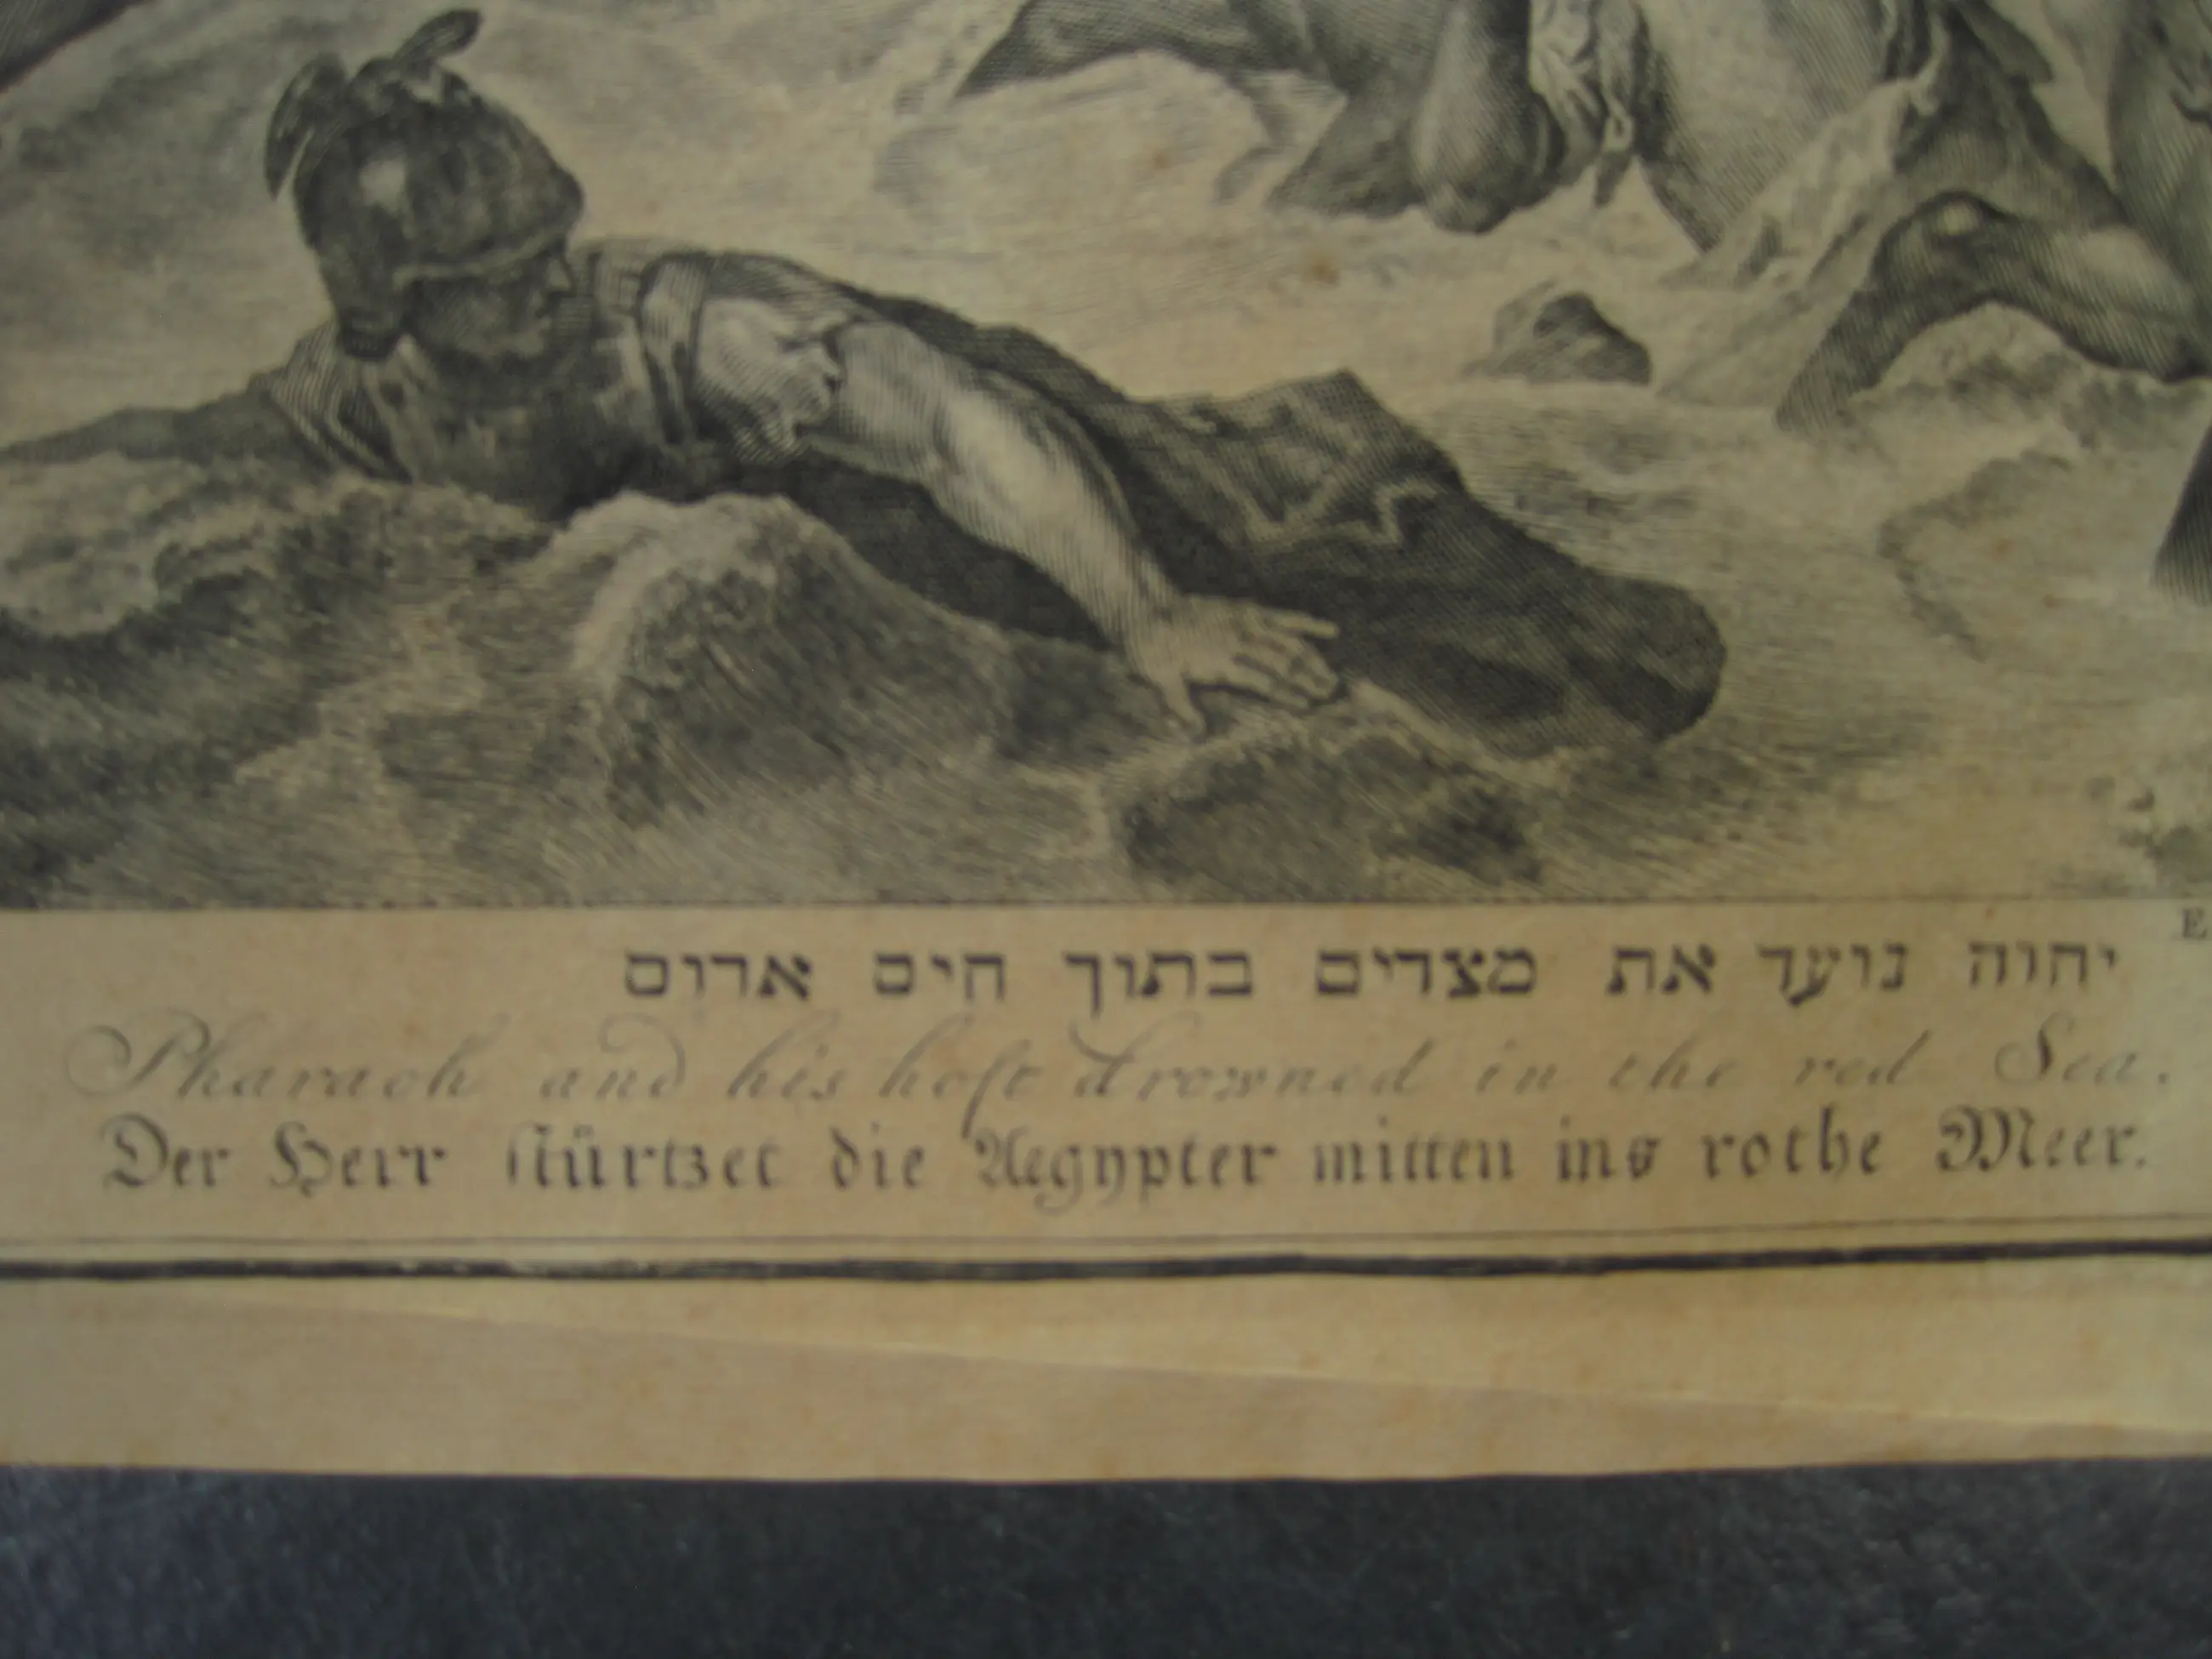 E
יהוה נוער את מצרים בתוך הים ארום
Pharaoh and his hoſt drowned in the red Sea.
Der Herr ſtürtzet die Aegypter mitten ins rothe Meer.